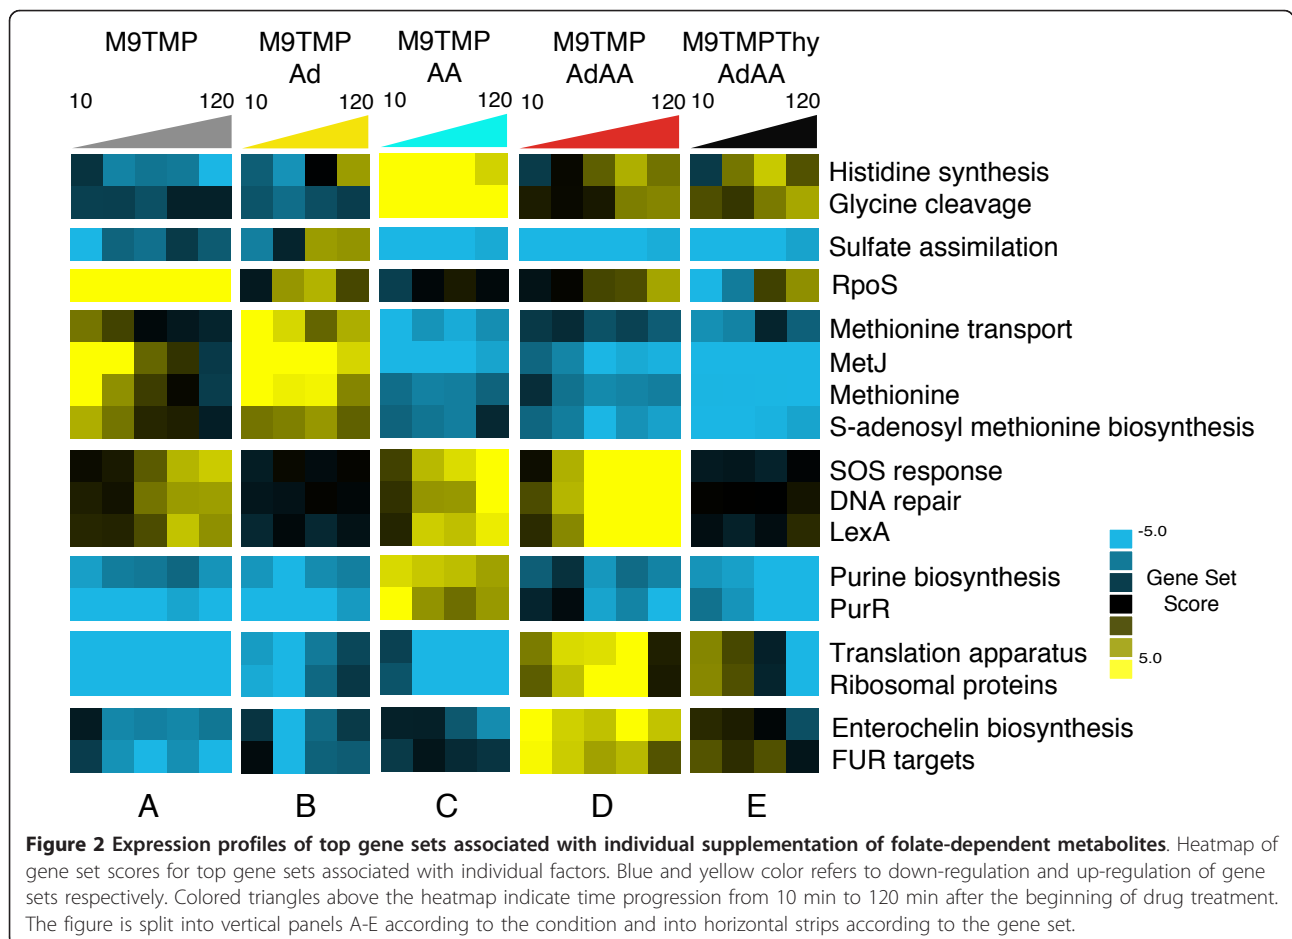 M9TMP
M9TMP
Ad
M9TMP
AA
M9TMP
AdAA
M9TMPThy
AdAA
10 120
10 120
10 120
10 120
10 120
Histidine synthesis
Glycine cleavage
Sulfate assimilation
RpoS
Methionine transport
MetJ
Methionine
S-adenosyl methionine biosynthesis
SOS response
DNA repair
LexA
Purine biosynthesis
PurR
Translation apparatus
Ribosomal proteins
Enterochelin biosynthesis
FUR targets
-5.0
Gene Set
Score
5.0
A B C D E
Figure 2 Expression profiles of top gene sets associated with individual supplementation of folate-dependent metabolites. Heatmap of
gene set scores for top gene sets associated with individual factors. Blue and yellow color refers to down-regulation and up-regulation of gene
sets respectively. Colored triangles above the heatmap indicate time progression from 10 min to 120 min after the beginning of drug treatment.
The figure is split into vertical panels A-E according to the condition and into horizontal strips according to the gene set.